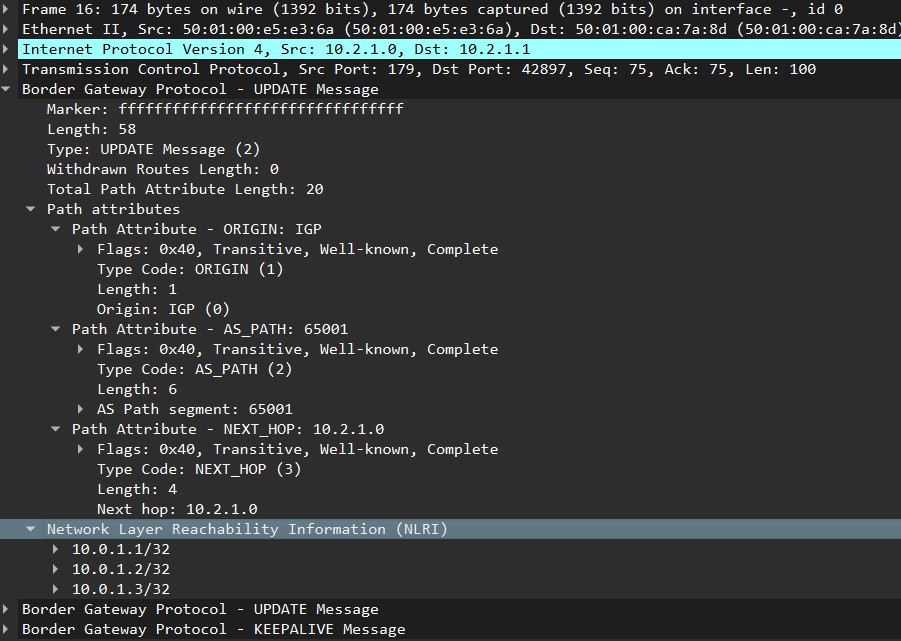 Frame 16: 174 bytes on wire (1392 bits), 174 bytes captured (1392 bits) on interface -, id 0
Ethernet II, Src: 50:01:00:e5:e3:6a (50:01:00:e5:e3:6a), Dst: 50:01:00:ca:7a:8d (50:01:00:ca:7a:8d)
Internet Protocol Version 4, Src: 10.2.1.0, Dst: 10.2.1.1
Transmission Control Protocol, Src Port: 179, Dst Port: 42897, Seq: 75, Ack: 75, Len: 100
Border Gateway Protocol - UPDATE Message
Marker: ffffffffffffffffffffffffffffffff
Length: 58
Type: UPDATE Message (2)
Withdrawn Routes Length: 0
Total Path Attribute Length: 20
Path attributes
Path Attribute - ORIGIN: IGP
Flags: 0x40, Transitive, Well-known, Complete
Type Code: ORIGIN (1)
Length: 1
Origin: IGP (0)
Path Attribute - AS_PATH: 65001
Flags: 0x40, Transitive, Well-known, Complete
Type Code: AS_PATH (2)
Length: 6
AS Path segment: 65001
Path Attribute - NEXT_HOP: 10.2.1.0
Flags: 0x40, Transitive, Well-known, Complete
Type Code: NEXT_HOP (3)
Length: 4
Next hop: 10.2.1.0
Network Layer Reachability Information (NLRI)
10.0.1.1/32
10.0.1.2/32
10.0.1.3/32
Border Gateway Protocol - UPDATE Message
Border Gateway Protocol - KEEPALIVE Message